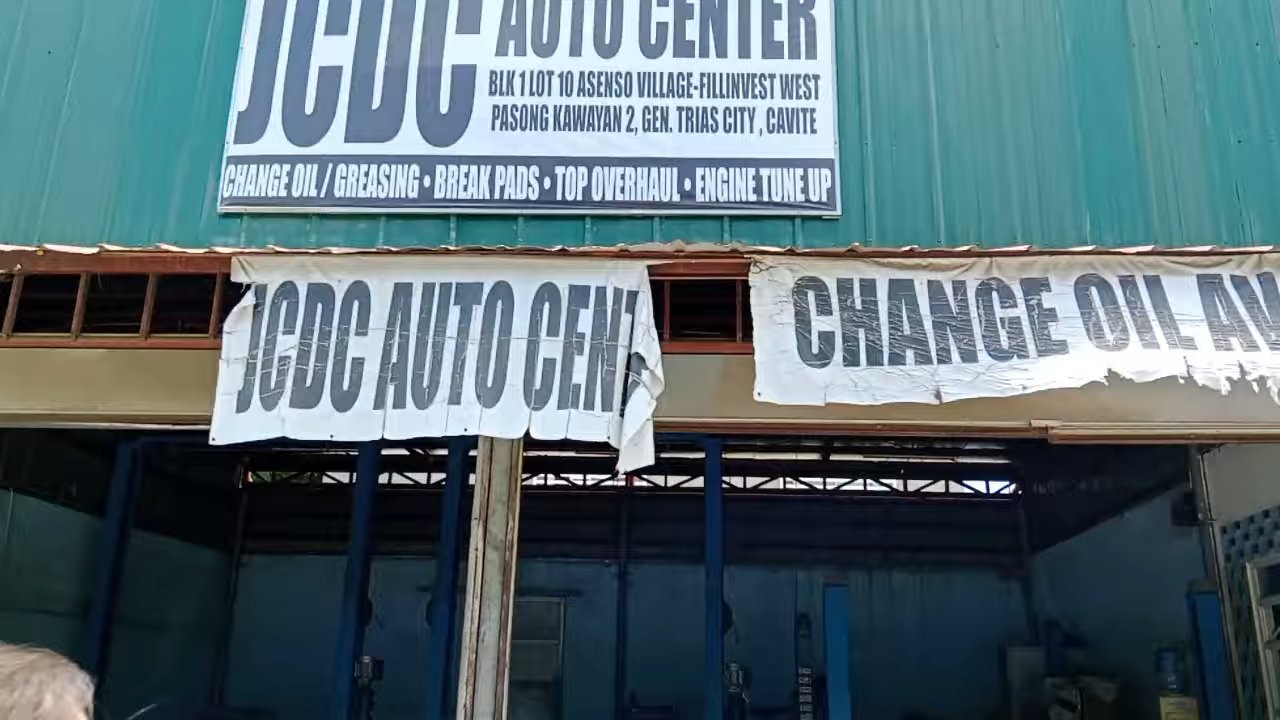 JCDC AUTO CENTER
BLK 1 LOT 10 ASENSO VILLAGE-FILLINVEST WEST
PASONG KAWAYAN 2, GEN. TRIAS CITY , CAVITE
CHANGE OIL / GREASING • BREAK PADS • TOP OVERHAUL • ENGINE TUNE UP
JCDC AUTO CENT
CHANGE OIL AW